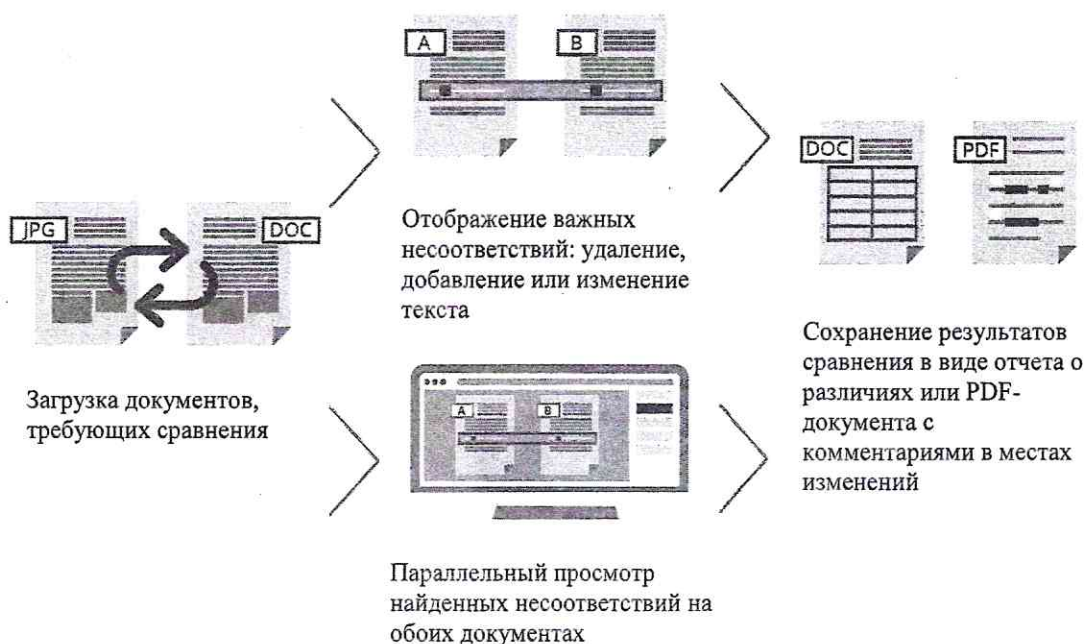 JPG
DOC
Загрузка документов,
требующих сравнения
A
B
Отображение важных
несоответствий: удаление,
добавление или изменение
текста
A
B
Параллельный просмотр
найденных несоответствий на
обоих документах
DOC
PDF
Сохранение результатов
сравнения в виде отчета о
различиях или PDF-
документа с
комментариями в местах
изменений